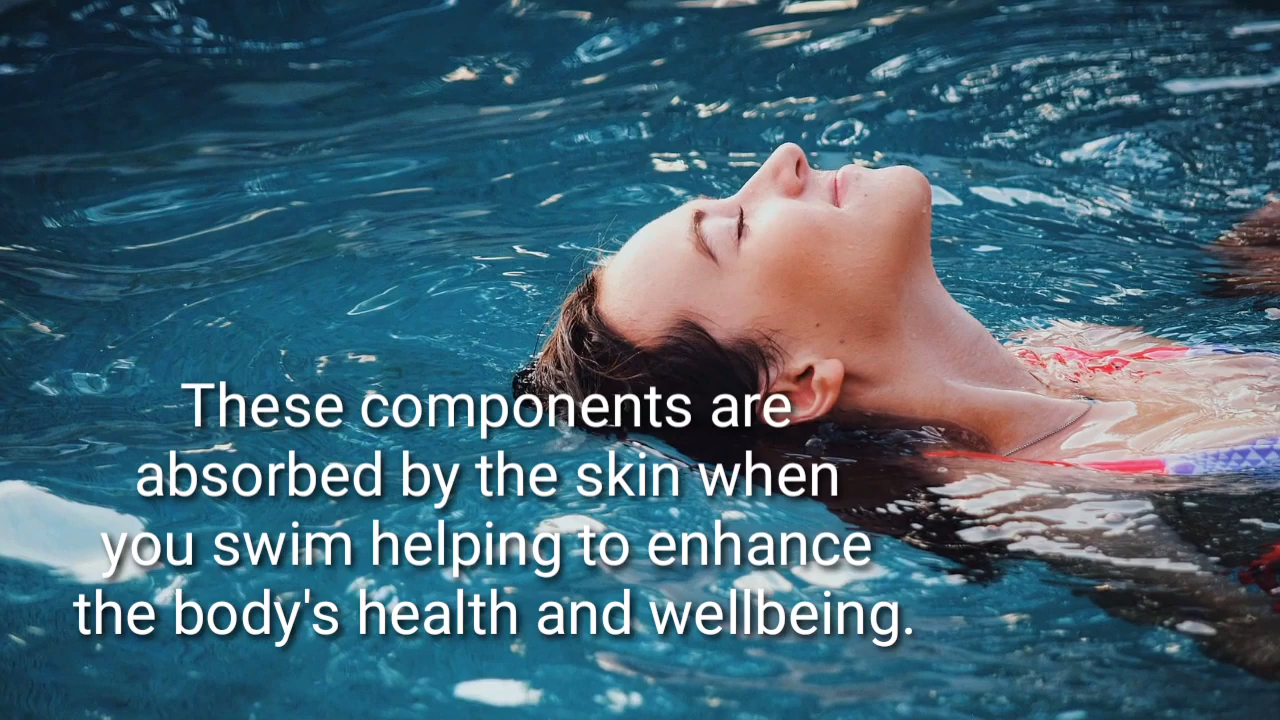 These components are
absorbed by the skin when
you swim helping to enhance
the body's health and wellbeing.